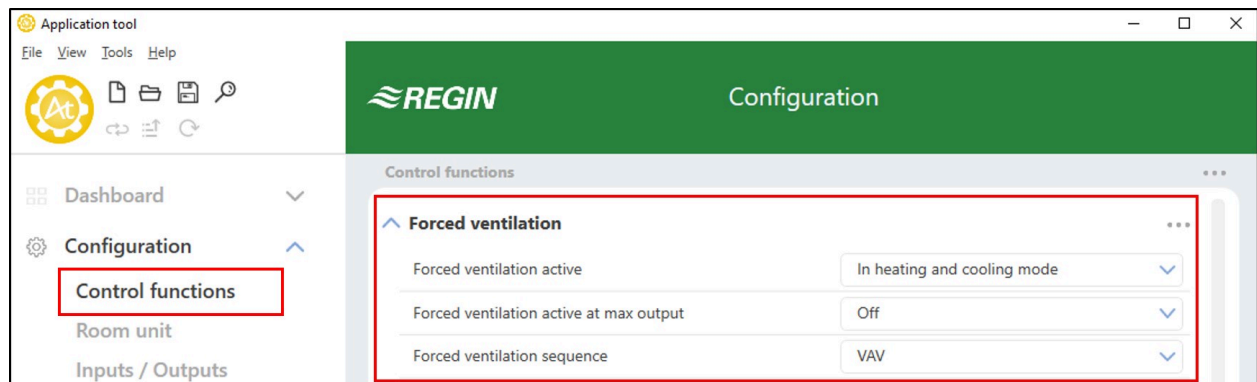 Application tool
File View Tools Help
At
REGIN
Configuration
Dashboard
Configuration
Control functions
Room unit
Inputs / Outputs
Control functions
Forced ventilation
Forced ventilation active In heating and cooling mode
Forced ventilation active at max output Off
Forced ventilation sequence VAV